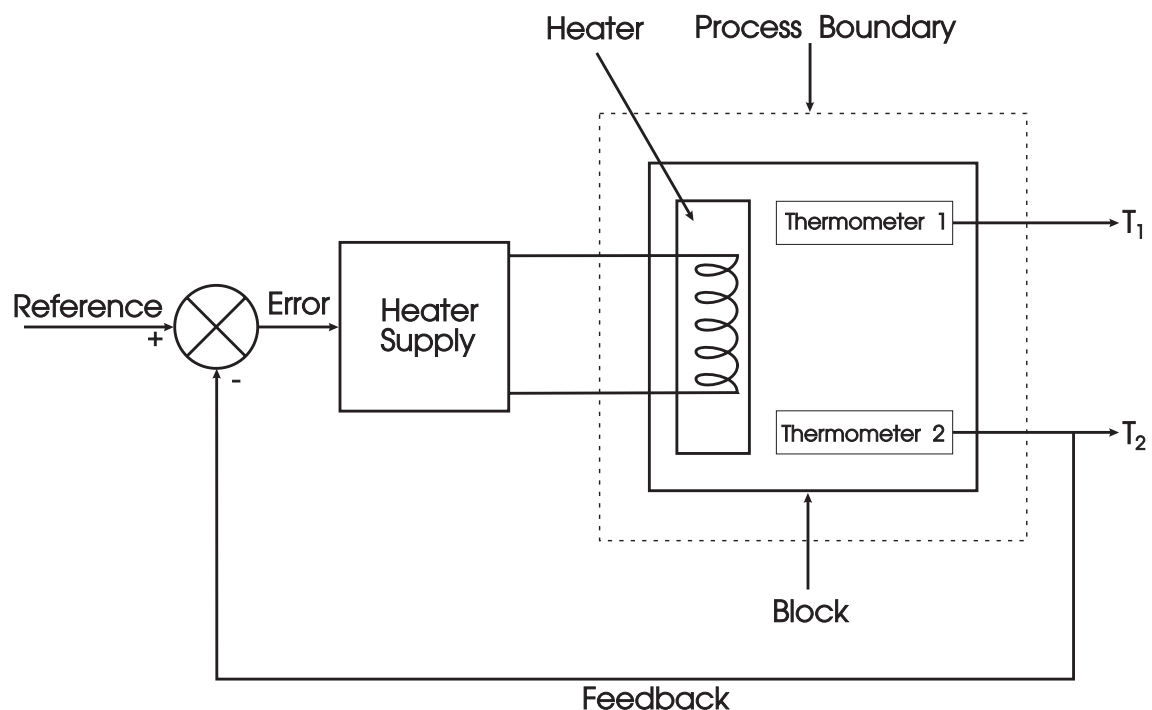 Heater
Process Boundary
Thermometer 1
T1
Reference
+
Error
Heater
Supply
-
Thermometer 2
T2
Block
Feedback